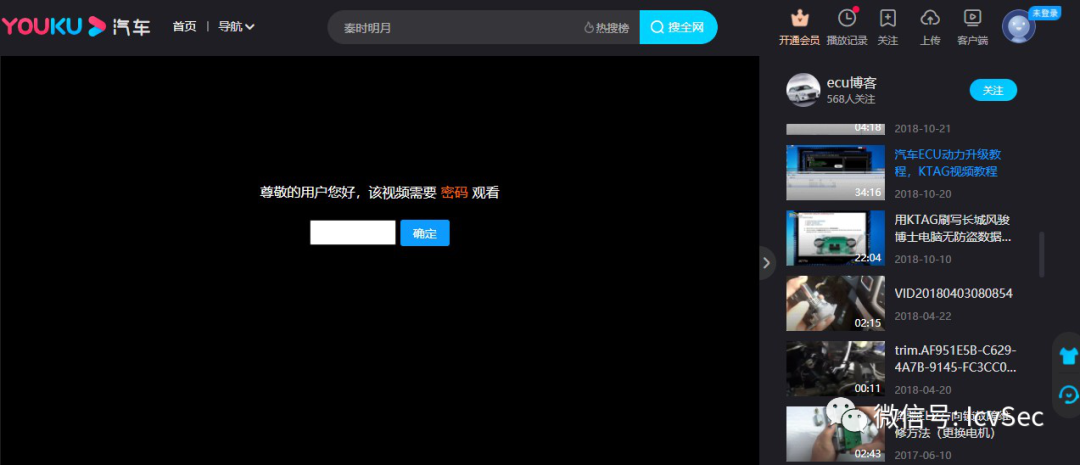 YOUKU 汽车
首页 | 导航
秦时明月
热搜榜
搜全网
开通会员
播放记录
关注
上传
客户端
未登录
尊敬的用户您好，该视频需要 密码 观看
确定
ecu博客
568人关注
关注
04:18
2018-10-21
34:16
汽车ECU动力升级教
程，KTAG视频教程
2018-10-20
22:04
用KTAG刷写长城风骏
博士电脑无防盗数据...
2018-10-10
02:15
VID20180403080854
2018-04-22
00:11
trim.AF951E5B-C629-
4A7B-9145-FC3CC0...
2018-04-20
02:43
修方法（更换电机）
2017-06-10
微信号: IcvSec